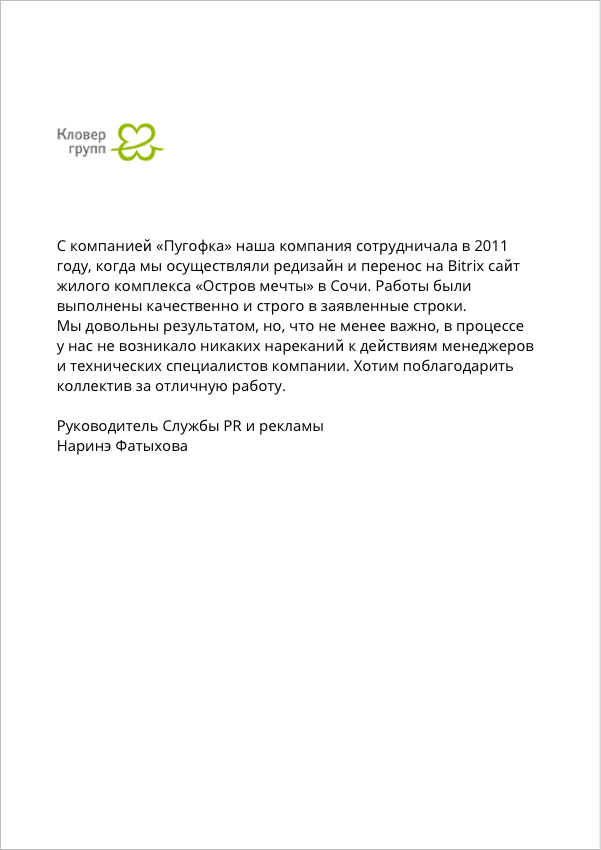 Кловер
групп
С компанией «Пугофка» наша компания сотрудничала в 2011
году, когда мы осуществляли редизайн и перенос на Bitrix сайт
жилого комплекса «Остров мечты» в Сочи. Работы были
выполнены качественно и строго в заявленные строки.
Мы довольны результатом, но, что не менее важно, в процессе
у нас не возникало никаких нареканий к действиям менеджеров
и технических специалистов компании. Хотим поблагодарить
коллектив за отличную работу.
Руководитель Службы PR и рекламы
Наринэ Фатыхова